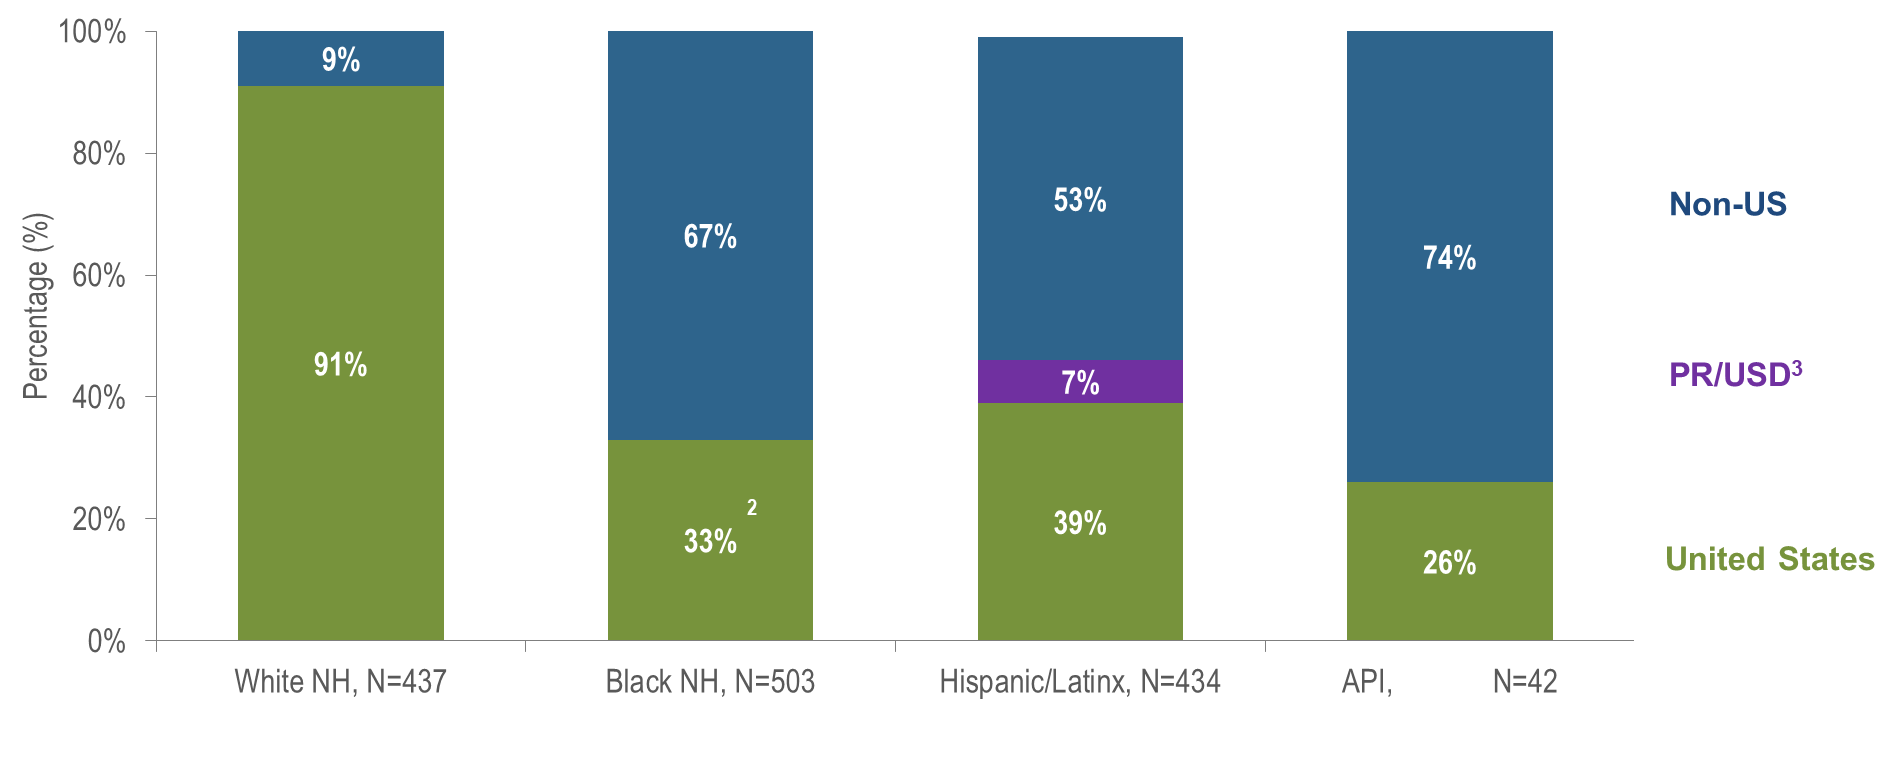 Percentage (%)
100%
80%
60%
40%
20%
0%
9%
91%
67%
33% 2
53%
7%
39%
74%
26%
White NH, N=437
Black NH, N=503
Hispanic/Latinx, N=434
API, N=42
Non-US
PR/USD3
United States